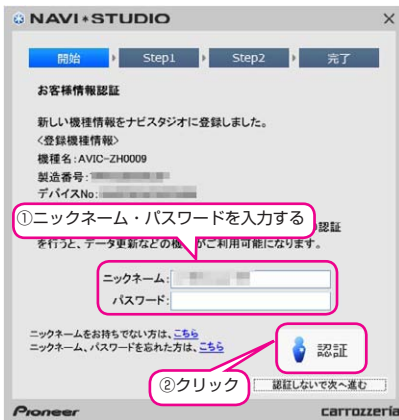 NAVI*STUDIO
開始 Step1 Step2 完了
お客様情報認証
新しい機種情報をナビスタジオに登録しました。
<登録機種情報>
機種名：AVIC-ZH0009
製造番号：
デバイスNo:
①ニックネーム・パスワードを入力する
認証
を行うと、データ更新などの機 がご利用可能になります。
ニックネーム：
パスワード：
ニックネームをお持ちでない方は、こちら
ニックネーム、パスワードを忘れた方は、こちら
認証
②クリック
認証しないで次へ進む
Pioneer carrozzeria